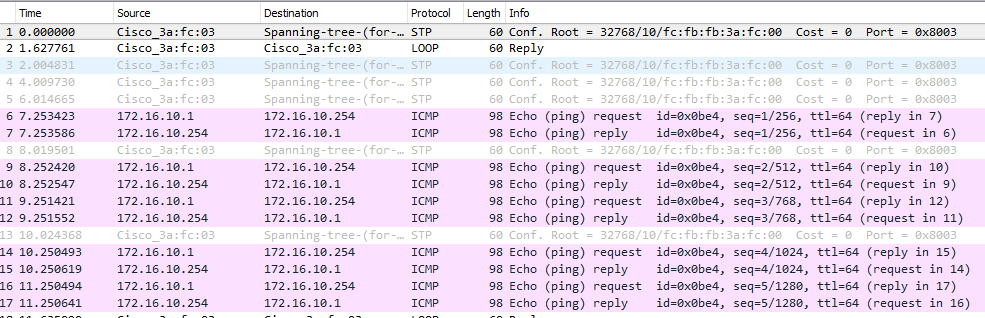 Time Source Destination Protocol Length Info
1 0.000000 Cisco_3a:fc:03 Spanning-tree-(for-… STP 60 Conf. Root = 32768/10/fc:fb:fb:3a:fc:00 Cost = 0 Port = 0x8003
2 1.627761 Cisco_3a:fc:03 Cisco_3a:fc:03 LOOP 60 Reply
3 2.004831 Cisco_3a:fc:03 Spanning-tree-(for-… STP 60 Conf. Root = 32768/10/fc:fb:fb:3a:fc:00 Cost = 0 Port = 0x8003
4 4.009730 Cisco_3a:fc:03 Spanning-tree-(for-… STP 60 Conf. Root = 32768/10/fc:fb:fb:3a:fc:00 Cost = 0 Port = 0x8003
5 6.014665 Cisco_3a:fc:03 Spanning-tree-(for-… STP 60 Conf. Root = 32768/10/fc:fb:fb:3a:fc:00 Cost = 0 Port = 0x8003
6 7.253423 172.16.10.1 172.16.10.254 ICMP 98 Echo (ping) request id=0x0be4, seq=1/256, ttl=64 (reply in 7)
7 7.253586 172.16.10.254 172.16.10.1 ICMP 98 Echo (ping) reply id=0x0be4, seq=1/256, ttl=64 (request in 6)
8 8.019501 Cisco_3a:fc:03 Spanning-tree-(for-… STP 60 Conf. Root = 32768/10/fc:fb:fb:3a:fc:00 Cost = 0 Port = 0x8003
9 8.252420 172.16.10.1 172.16.10.254 ICMP 98 Echo (ping) request id=0x0be4, seq=2/512, ttl=64 (reply in 10)
10 8.252547 172.16.10.254 172.16.10.1 ICMP 98 Echo (ping) reply id=0x0be4, seq=2/512, ttl=64 (request in 9)
11 9.251421 172.16.10.1 172.16.10.254 ICMP 98 Echo (ping) request id=0x0be4, seq=3/768, ttl=64 (reply in 12)
12 9.251552 172.16.10.254 172.16.10.1 ICMP 98 Echo (ping) reply id=0x0be4, seq=3/768, ttl=64 (request in 11)
13 10.024368 Cisco_3a:fc:03 Spanning-tree-(for-… STP 60 Conf. Root = 32768/10/fc:fb:fb:3a:fc:00 Cost = 0 Port = 0x8003
14 10.250493 172.16.10.1 172.16.10.254 ICMP 98 Echo (ping) request id=0x0be4, seq=4/1024, ttl=64 (reply in 15)
15 10.250619 172.16.10.254 172.16.10.1 ICMP 98 Echo (ping) reply id=0x0be4, seq=4/1024, ttl=64 (request in 14)
16 11.250494 172.16.10.1 172.16.10.254 ICMP 98 Echo (ping) request id=0x0be4, seq=5/1280, ttl=64 (reply in 17)
17 11.250641 172.16.10.254 172.16.10.1 ICMP 98 Echo (ping) reply id=0x0be4, seq=5/1280, ttl=64 (request in 16)